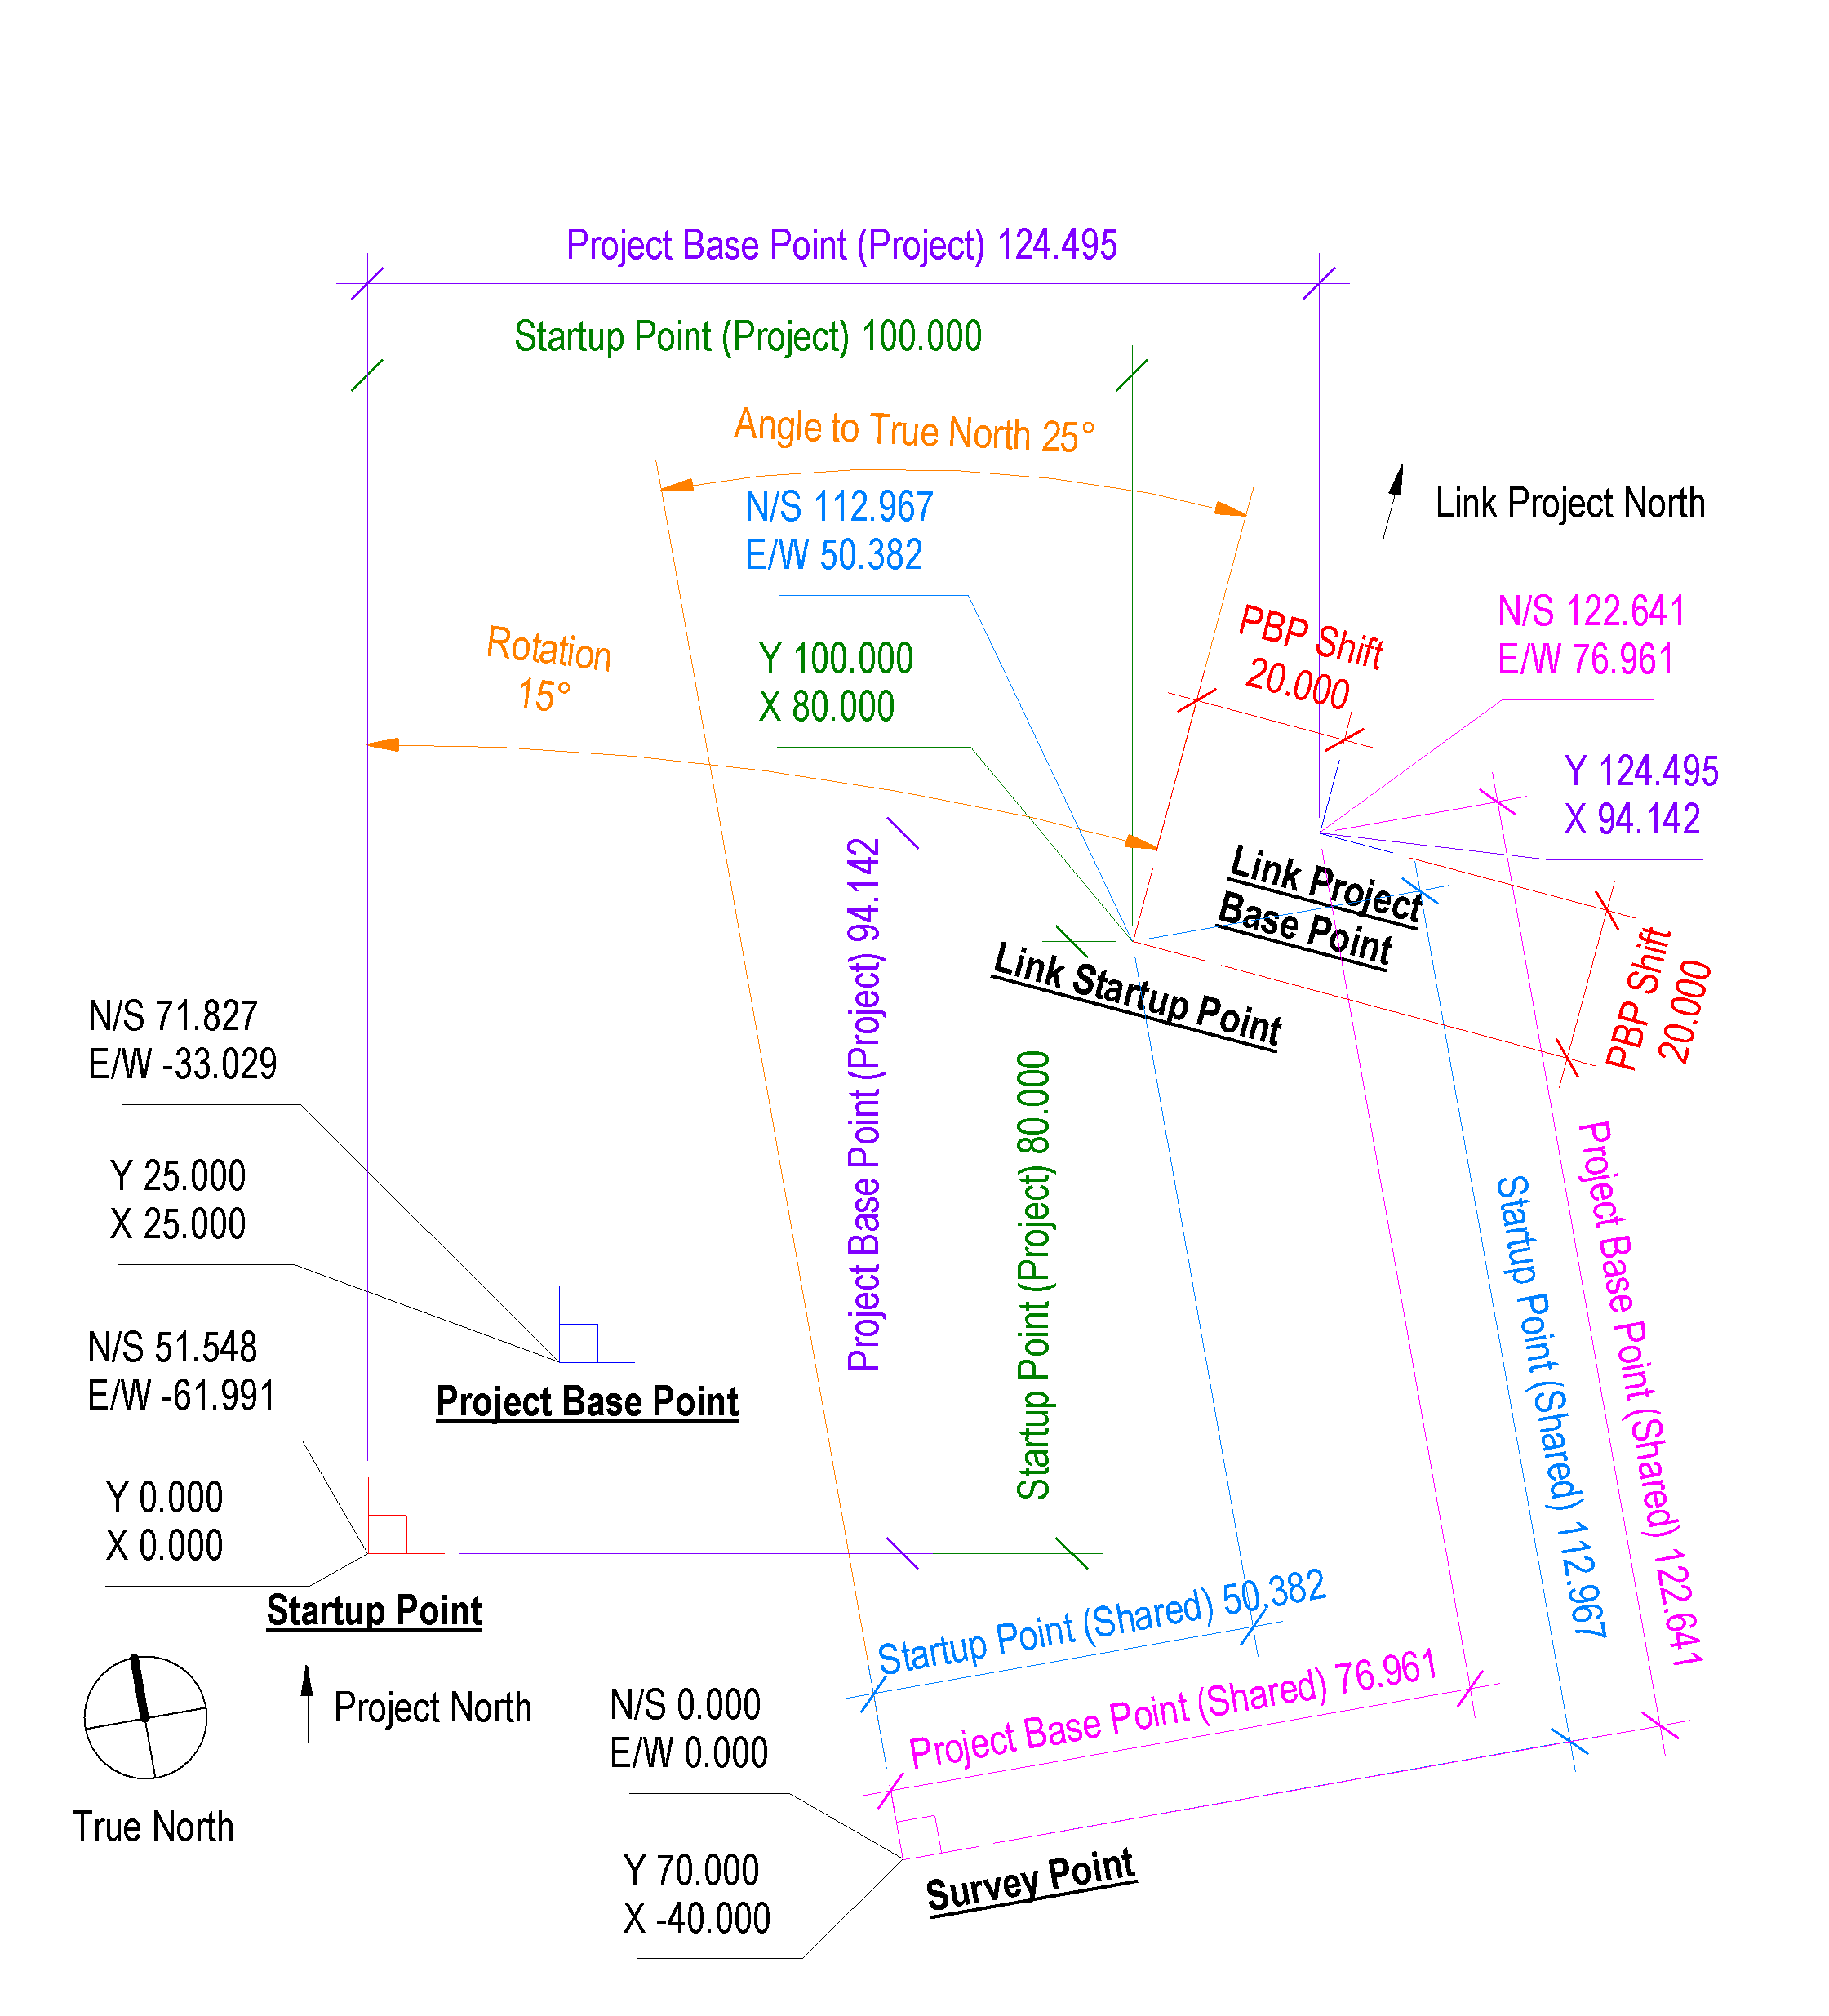 Project Base Point (Project) 124.495
Startup Point (Project) 100.000
Angle to True North 25°
N/S 112.967
E/W 50.382
Link Project North
Rotation
15°
Y 100.000
X 80.000
PBP Shift
20.000
N/S 122.641
E/W 76.961
Y 124.495
X 94.142
Link Project
Base Point
Link Startup Point
PBP Shift
20.000
Project Base Point (Project) 94.142
Startup Point (Project) 80.000
Project Base Point (Shared) 122.641
Startup Point (Shared) 112.967
N/S 71.827
E/W -33.029
Y 25.000
X 25.000
Project Base Point
N/S 51.548
E/W -61.991
Y 0.000
X 0.000
Startup Point
Startup Point (Shared) 50.382
Project Base Point (Shared) 76.961
Project North
True North
N/S 0.000
E/W 0.000
Y 70.000
X -40.000
Survey Point